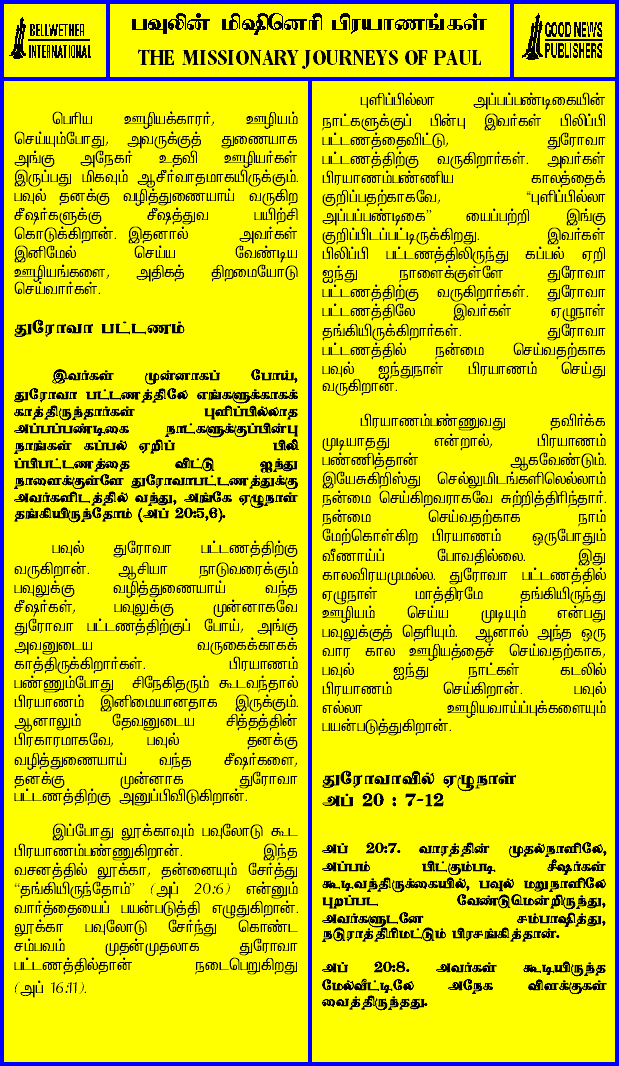 BELLWETHER
INTERNATIONAL
பவுலின் மிஷினெரி பிரயாணங்கள்
THE MISSIONARY JOURNEYS OF PAUL
GOOD NEWS
PUBLISHERS
பெரிய ஊழியக்காரர், ஊழியம்
செய்யும்போது, அவருக்குத் துணையாக
அங்கு அநேகர் உதவி ஊழியர்கள்
இருப்பது மிகவும் ஆசீர்வாதமாயிருக்கும்.
பவுல் தனக்கு வழித்துணையாய் வருகிற
சீஷர்களுக்கு சீஷத்துவ பயிற்சி
கொடுக்கிறான். இதனால் அவர்கள்
இனிமேல் செய்ய வேண்டிய
ஊழியங்களை, அதிகத் திறமையோடு
செய்வார்கள்.
துரோவா பட்டணம்
இவர்கள் முன்னாகப் போய்,
துரோவா பட்டணத்திலே எங்களுக்காகக்
காத்திருந்தார்கள் புளிப்பில்லாத
அப்பப்பண்டிகை நாட்களுக்குப்பின்பு
நாங்கள் கப்பல் ஏறிப் பிலி
ப்பிபட்டணத்தை விட்டு ஐந்து
நாளைக்குள்ளே துரோவாபட்டணத்துக்கு
அவர்களிடத்தில் வந்து, அங்கே ஏழுநாள்
தங்கியிருந்தோம் (அப் 20:5,6).
பவுல் துரோவா பட்டணத்திற்கு
வருகிறான். ஆசியா நாடுவரைக்கும்
பவுலுக்கு வழித்துணையாய் வந்த
சீஷர்கள், பவுலுக்கு முன்னாகவே
துரோவா பட்டணத்திற்குப் போய், அங்கு
அவனுடைய வருகைக்காகக்
காத்திருக்கிறார்கள். பிரயாணம்
பண்ணும்போது சிநேகிதரும் கூடவந்தால்
பிரயாணம் இனிமையானதாக இருக்கும்.
ஆனாலும் தேவனுடைய சித்தத்தின்
பிரகாரமாகவே, பவுல் தனக்கு
வழித்துணையாய் வந்த சீஷர்களை,
தனக்கு முன்னாக துரோவா
பட்டணத்திற்கு அனுப்பிவிடுகிறான்.
இப்போது லூக்காவும் பவுலோடு கூட
பிரயாணம்பண்ணுகிறான். இந்த
வசனத்தில் லூக்கா, தன்னையும் சேர்த்து
“தங்கியிருந்தோம்” (அப் 20:6) என்னும்
வார்த்தையைப் பயன்படுத்தி எழுதுகிறான்.
லூக்கா பவுலோடு சேர்ந்து கொண்ட
சம்பவம் முதன்முதலாக துரோவா
பட்டணத்தில்தான் நடைபெறுகிறது
(அப் 16:11).
புளிப்பில்லா அப்பப்பண்டிகையின்
நாட்களுக்குப் பின்பு இவர்கள் பிலிப்பி
பட்டணத்தைவிட்டு, துரோவா
பட்டணத்திற்கு வருகிறார்கள். அவர்கள்
பிரயாணம்பண்ணிய காலத்தைக்
குறிப்பதற்காகவே, “புளிப்பில்லா
அப்பப்பண்டிகை” யைப்பற்றி இங்கு
குறிப்பிடப்பட்டிருக்கிறது. இவர்கள்
பிலிப்பி பட்டணத்திலிருந்து கப்பல் ஏறி
ஐந்து நாளைக்குள்ளே துரோவா
பட்டணத்திற்கு வருகிறார்கள். துரோவா
பட்டணத்திலே இவர்கள் ஏழுநாள்
தங்கியிருக்கிறார்கள். துரோவா
பட்டணத்தில் நன்மை செய்வதற்காக
பவுல் ஐந்துநாள் பிரயாணம் செய்து
வருகிறான்.
பிரயாணம்பண்ணுவது தவிர்க்க
முடியாதது என்றால், பிரயாணம்
பண்ணித்தான் ஆகவேண்டும்.
இயேசுகிறிஸ்து செல்லுமிடங்களிலெல்லாம்
நன்மை செய்கிறவராகவே சுற்றித்திரிந்தார்.
நன்மை செய்வதற்காக நாம்
மேற்கொள்கிற பிரயாணம் ஒருபோதும்
வீணாய்ப் போவதில்லை. இது
காலவிரயமுமல்ல. துரோவா பட்டணத்தில்
ஏழுநாள் மாத்திரமே தங்கியிருந்து
ஊழியம் செய்ய முடியும் என்பது
பவுலுக்குத் தெரியும். ஆனால் அந்த ஒரு
வார கால ஊழியத்தைச் செய்வதற்காக,
பவுல் ஐந்து நாட்கள் கடலில்
பிரயாணம் செய்கிறான். பவுல்
எல்லா ஊழியவாய்ப்புக்களையும்
பயன்படுத்துகிறான்.
துரோவாவில் ஏழுநாள்
அப் 20 : 7-12
அப் 20:7. வாரத்தின் முதல்நாளிலே,
அப்பம் பிட்கும்படி சீஷர்கள்
கூடிவந்திருக்கையில், பவுல் மறுநாளிலே
புறப்பட வேண்டுமென்றிருந்து,
அவர்களுடனே சம்பாஷித்து,
நடுராத்திரிமட்டும் பிரசங்கித்தான்.
அப் 20:8. அவர்கள் கூடியிருந்த
மேல்வீட்டிலே அநேக விளக்குகள்
வைத்திருந்தது.